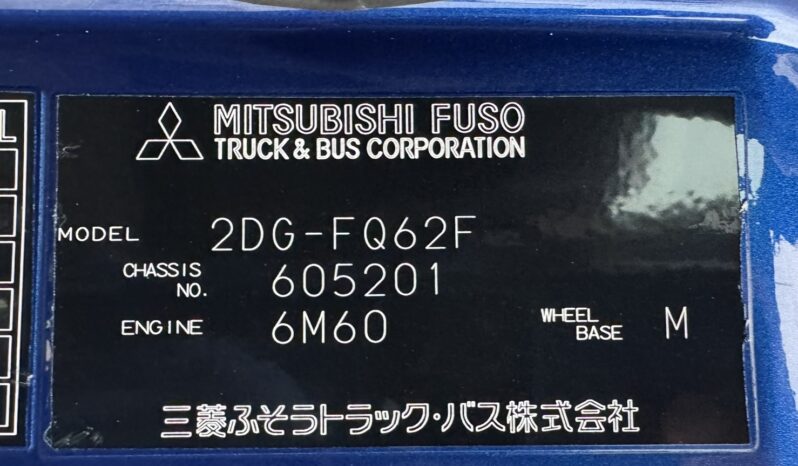 MITSUBISHI FUSO
TRUCK & BUS CORPORATION
MODEL 2DG-FQ62F
CHASSIS NO. 605201
ENGINE 6M60 WHEEL BASE M
三菱ふそうトラック・バス株式会社
L